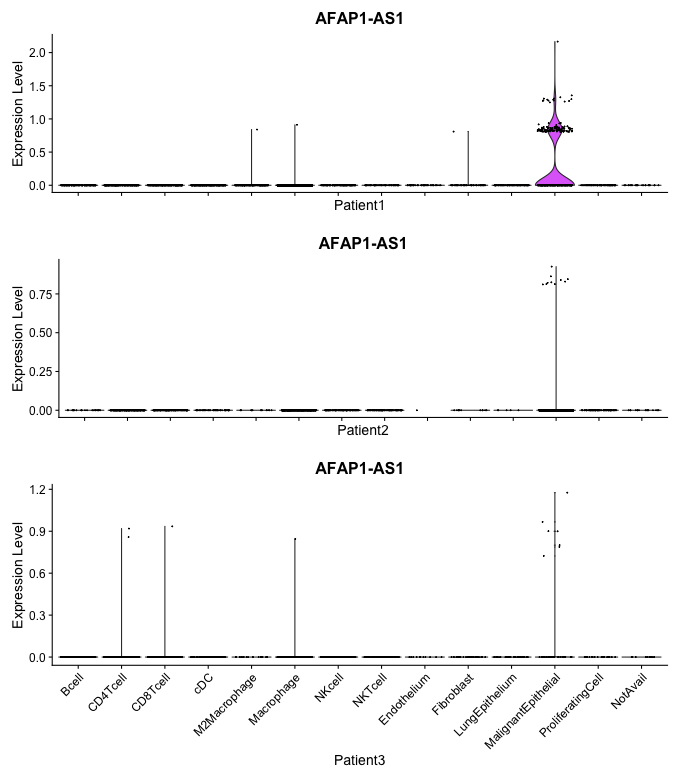 AFAP1-AS1
Expression Level
2.0
1.5
1.0
0.5
0.0
Patient1
AFAP1-AS1
Expression Level
0.75
0.50
0.25
0.00
Patient2
AFAP1-AS1
Expression Level
1.2
0.9
0.6
0.3
0.0
Bcell
CD4Tcell
CD8Tcell
cDC
M2Macrophage
Macrophage
NKcell
NKTcell
Endothelium
Fibroblast
LungEpithelium
MalignantEpithelial
ProliferatingCell
NotAvail
Patient3